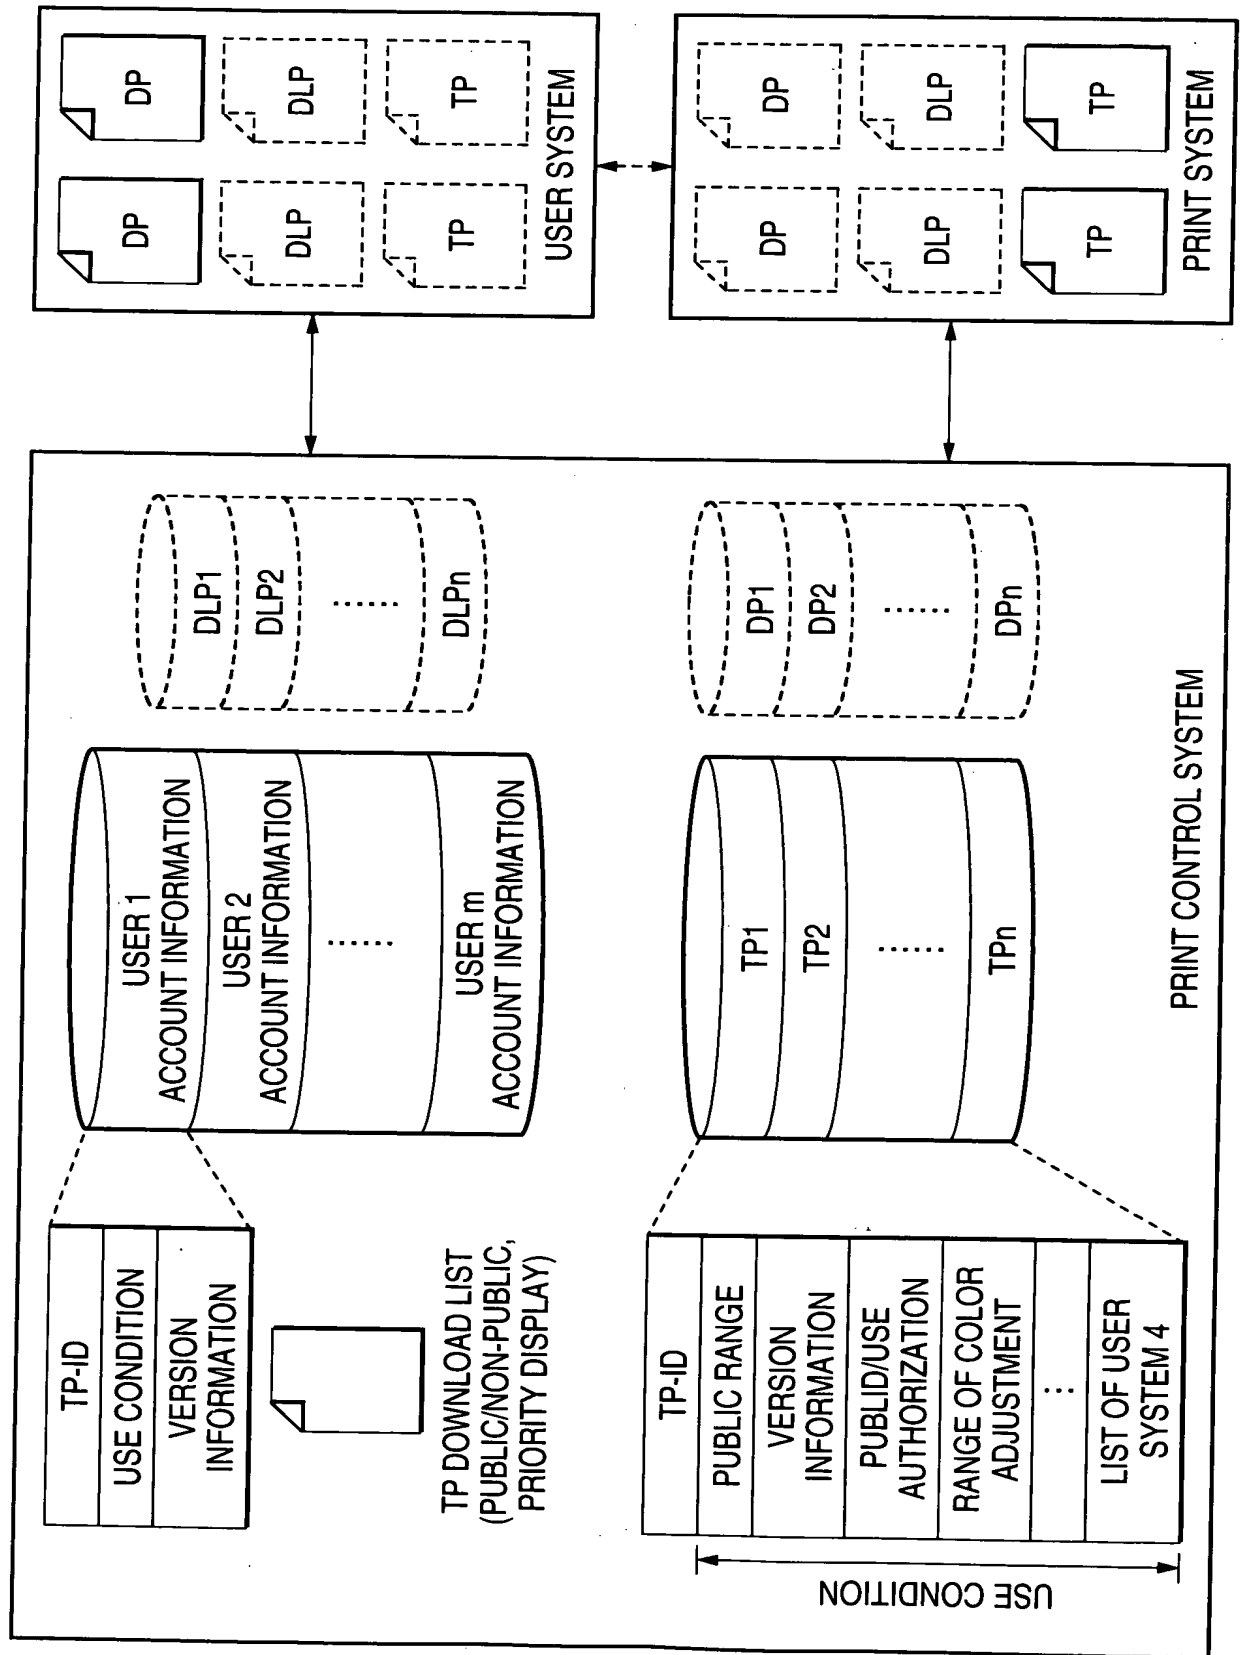 TP-ID
USE CONDITION
VERSION
INFORMATION
TP DOWNLOAD LIST
(PUBLIC/NON-PUBLIC,
PRIORITY DISPLAY)
USER 1
ACCOUNT INFORMATION
USER 2
ACCOUNT INFORMATION
......
USER m
ACCOUNT INFORMATION
DLP1
DLP2
......
DLPn
USE CONDITION
TP-ID
PUBLIC RANGE
VERSION
INFORMATION
PUBLID/USE
AUTHORIZATION
RANGE OF COLOR
ADJUSTMENT
...
LIST OF USER
SYSTEM 4
TP1
TP2
......
TPn
DP1
DP2
......
DPn
PRINT CONTROL SYSTEM
DP
DP
DLP
DLP
TP
TP
USER SYSTEM
DP
DP
DLP
DLP
TP
TP
PRINT SYSTEM